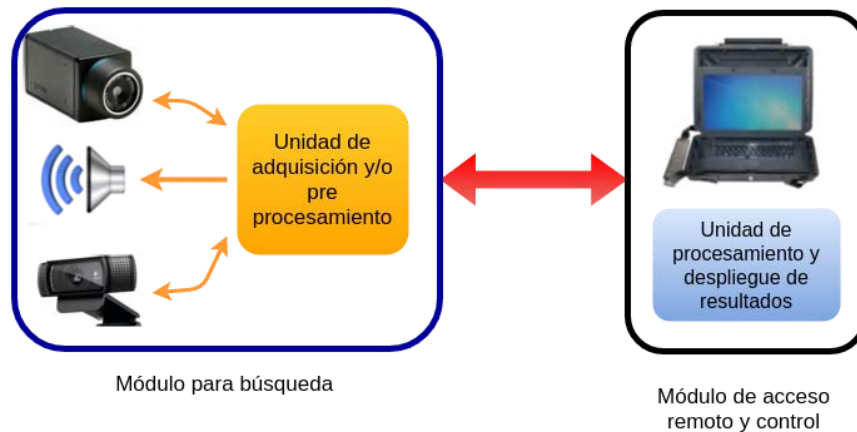 Unidad de
adquisición y/o
pre
procesamiento
Unidad de
procesamiento y
despliegue de
resultados
Módulo para búsqueda
Módulo de acceso
remoto y control